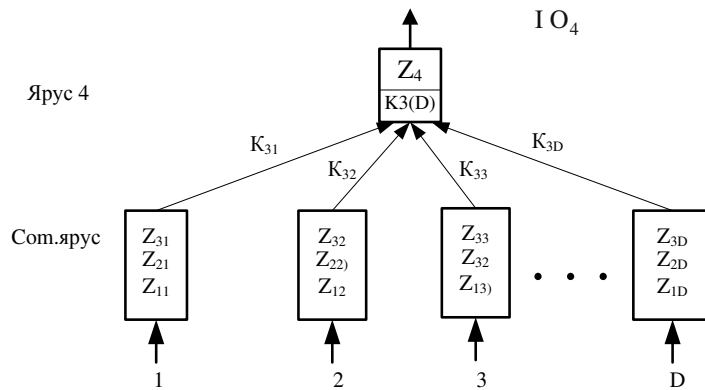 I O₄
Z₄
Ярус 4
K3(D)
K₃₁
K₃₂
K₃₃
K₃D
Com.ярус
Z₃₁
Z₂₁
Z₁₁
Z₃₂
Z₂₂)
Z₁₂
Z₃₃
Z₃₂
Z₁₃)
• • •
Z₃D
Z₂D
Z₁D
1
2
3
D